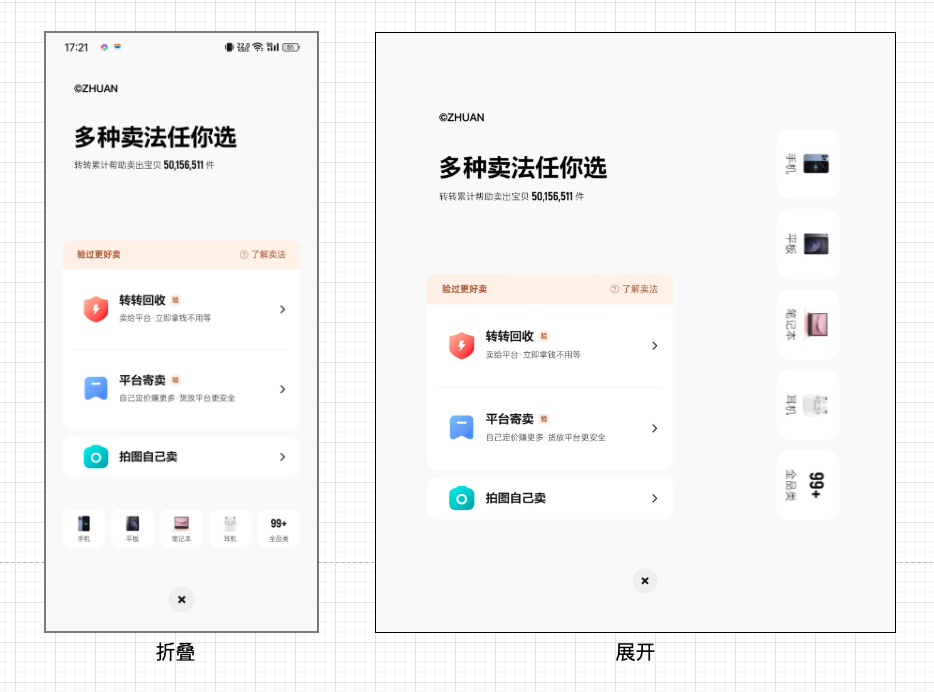 17:21
©ZHUAN
多种卖法任你选
转转累计帮助卖出宝贝 50,156,511 件
验过更好卖
? 了解卖法
转转回收 验
卖给平台·立即拿钱不用等
平台寄卖 验
自己定价赚更多·货放平台更安全
拍图自己卖
手机
平板
笔记本
耳机
99+
全品类
折叠
©ZHUAN
多种卖法任你选
转转累计帮助卖出宝贝 50,156,511 件
验过更好卖
? 了解卖法
转转回收 验
卖给平台·立即拿钱不用等
平台寄卖 验
自己定价赚更多·货放平台更安全
拍图自己卖
手机
平板
笔记本
耳机
99+
全品类
展开